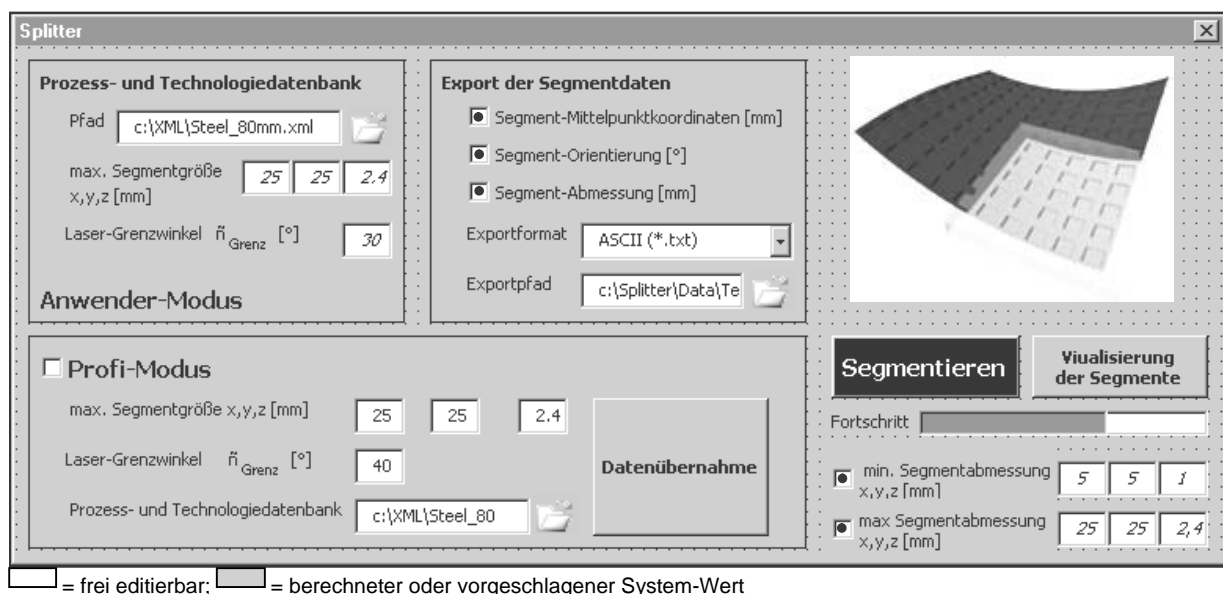 Splitter
Prozess- und Technologiedatenbank
Pfad c:\XML\Steel_80mm.xml
max. Segmentgröße
x,y,z [mm]
25 25 2.4
Laser-Grenzwinkel ñ Grenz [°] 30
Anwender-Modus
Export der Segmentdaten
Segment-Mittelpunktkoordinaten [mm]
Segment-Orientierung [°]
Segment-Abmessung [mm]
Exportformat ASCII (*.txt)
Exportpfad c:\Splitter\Data\Te
Profi-Modus
max. Segmentgröße x,y,z [mm] 25 25 2.4
Laser-Grenzwinkel ñ Grenz [°] 40
Prozess- und Technologiedatenbank c:\XML\Steel_80
Datenübernahme
Segmentieren
Viualisierung
der Segmente
Fortschritt
min. Segmentabmessung
x,y,z [mm]
5 5 1
max Segmentabmessung
x,y,z [mm]
25 25 2,4
= frei editierbar; = berechneter oder vorgeschlagener System-Wert